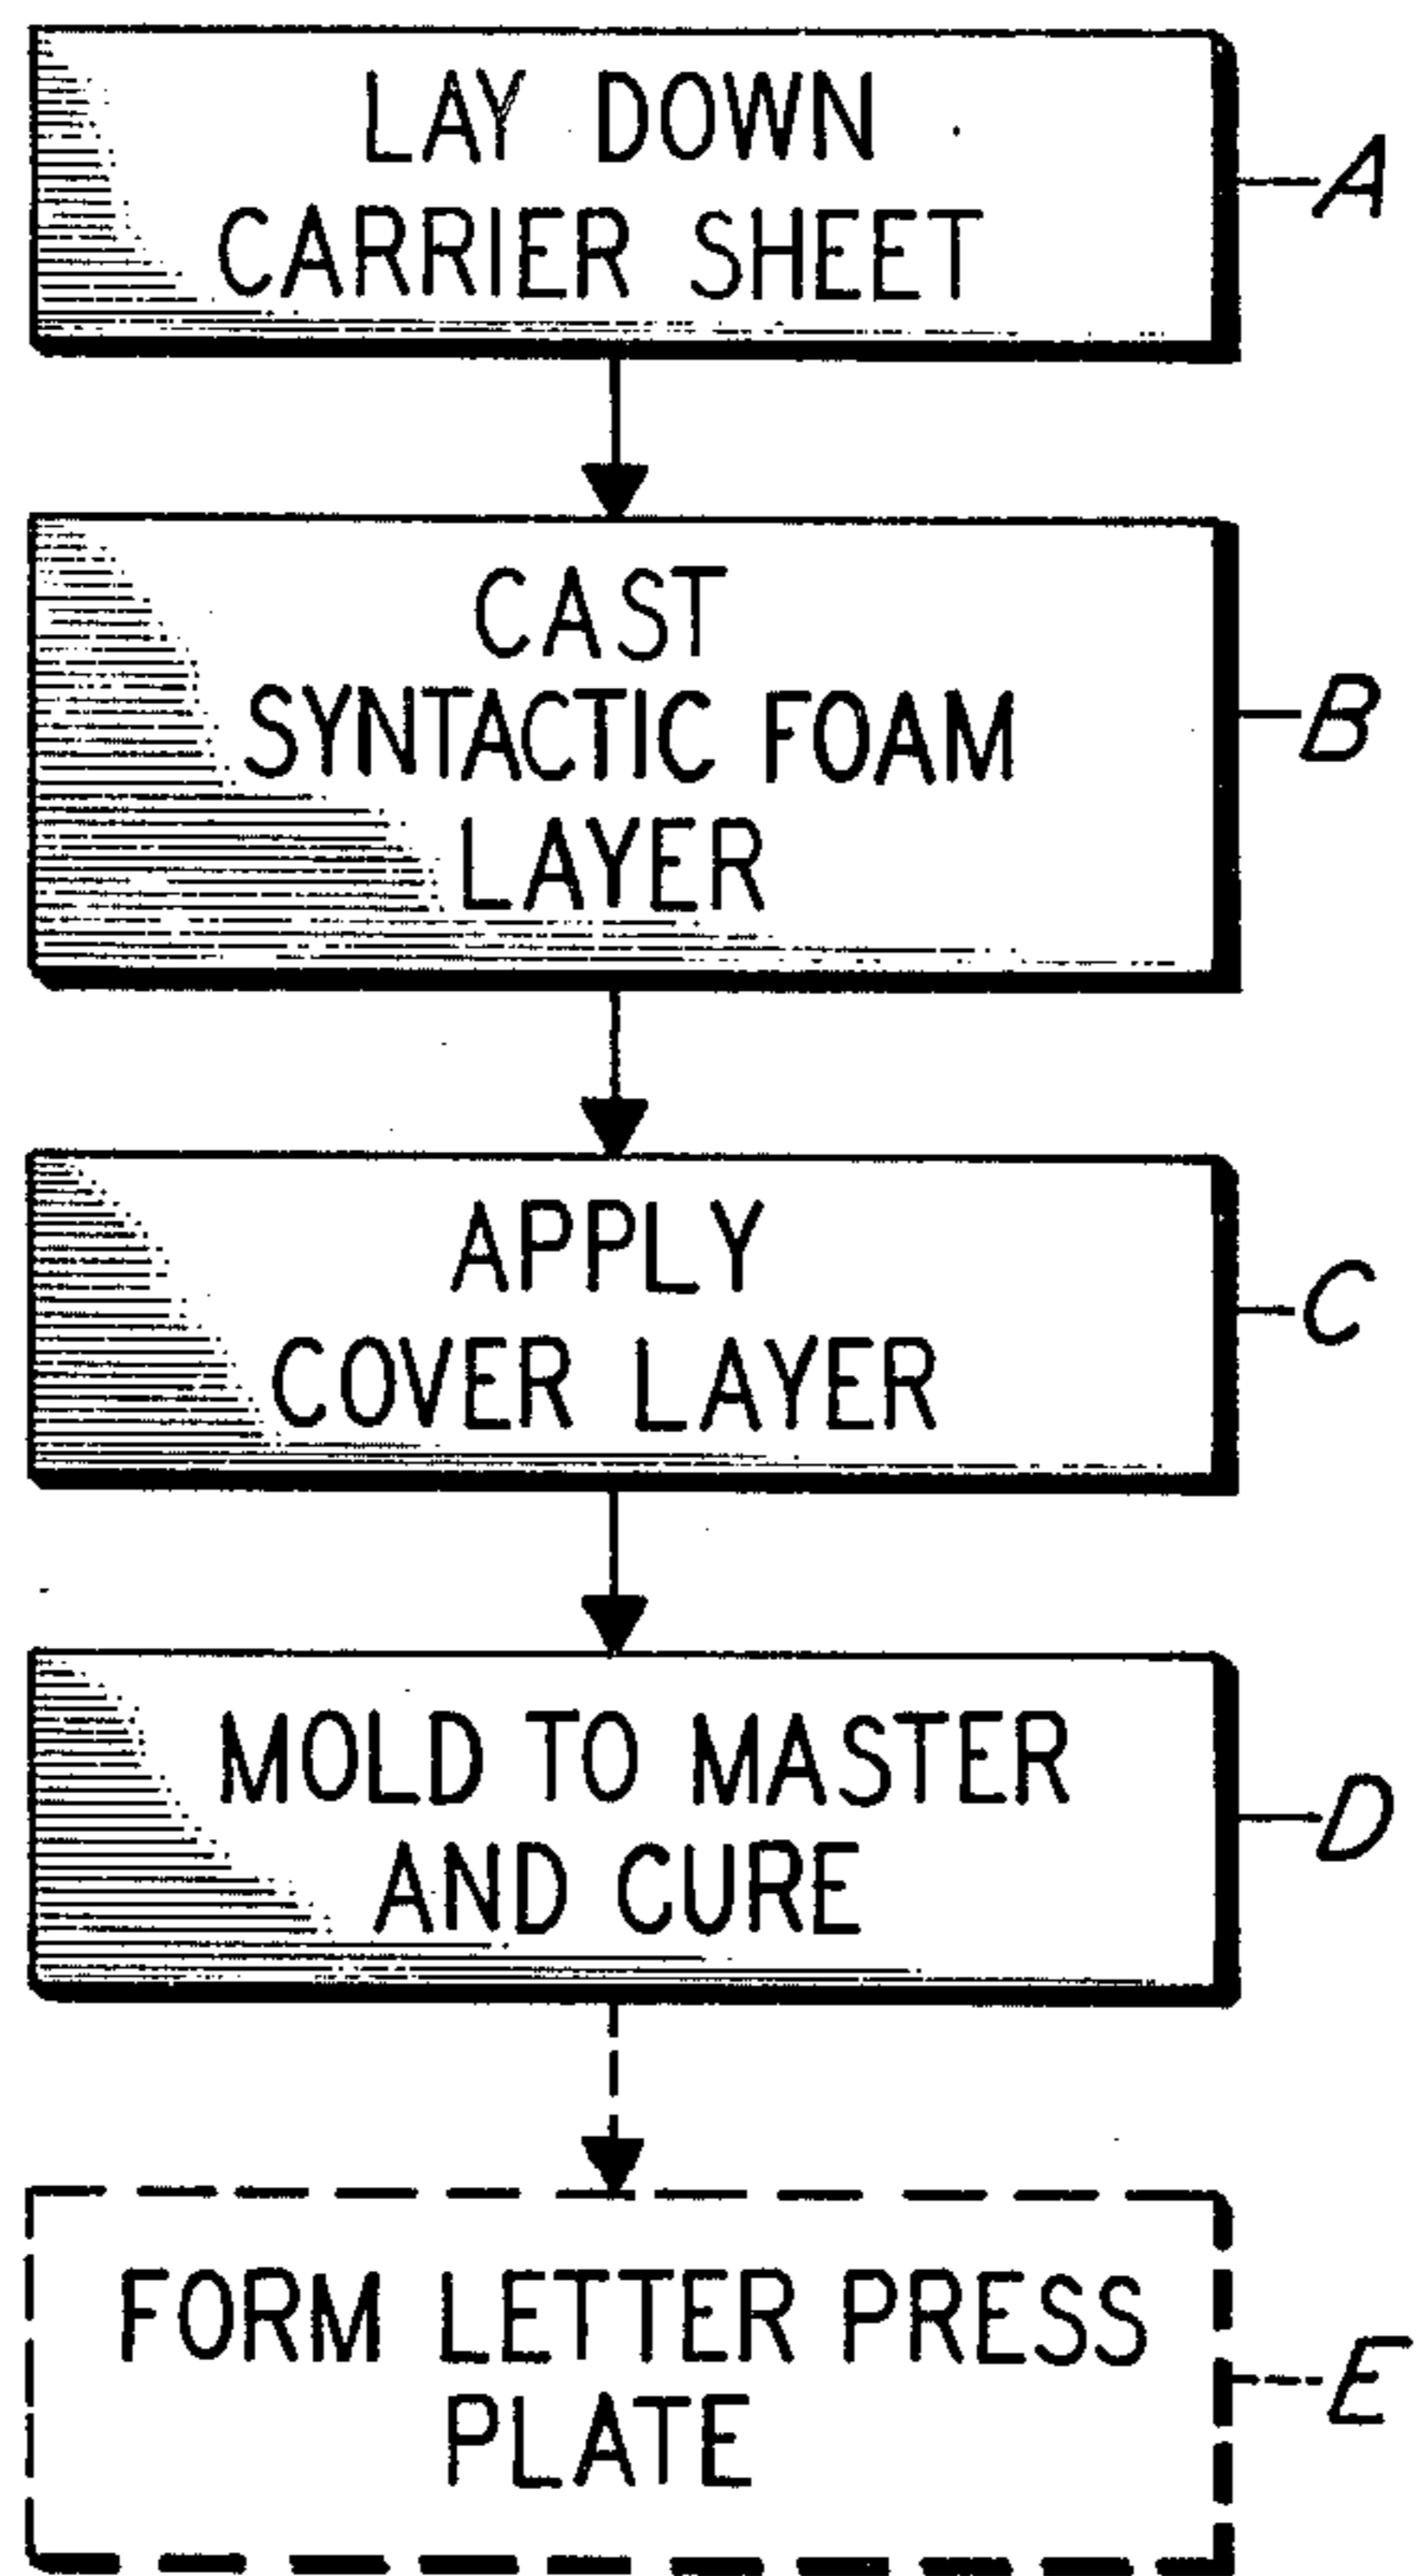 LAY DOWN
CARRIER SHEET
A
CAST
SYNTACTIC FOAM
LAYER
B
APPLY
COVER LAYER
C
MOLD TO MASTER
AND CURE
D
FORM LETTER PRESS
PLATE
E